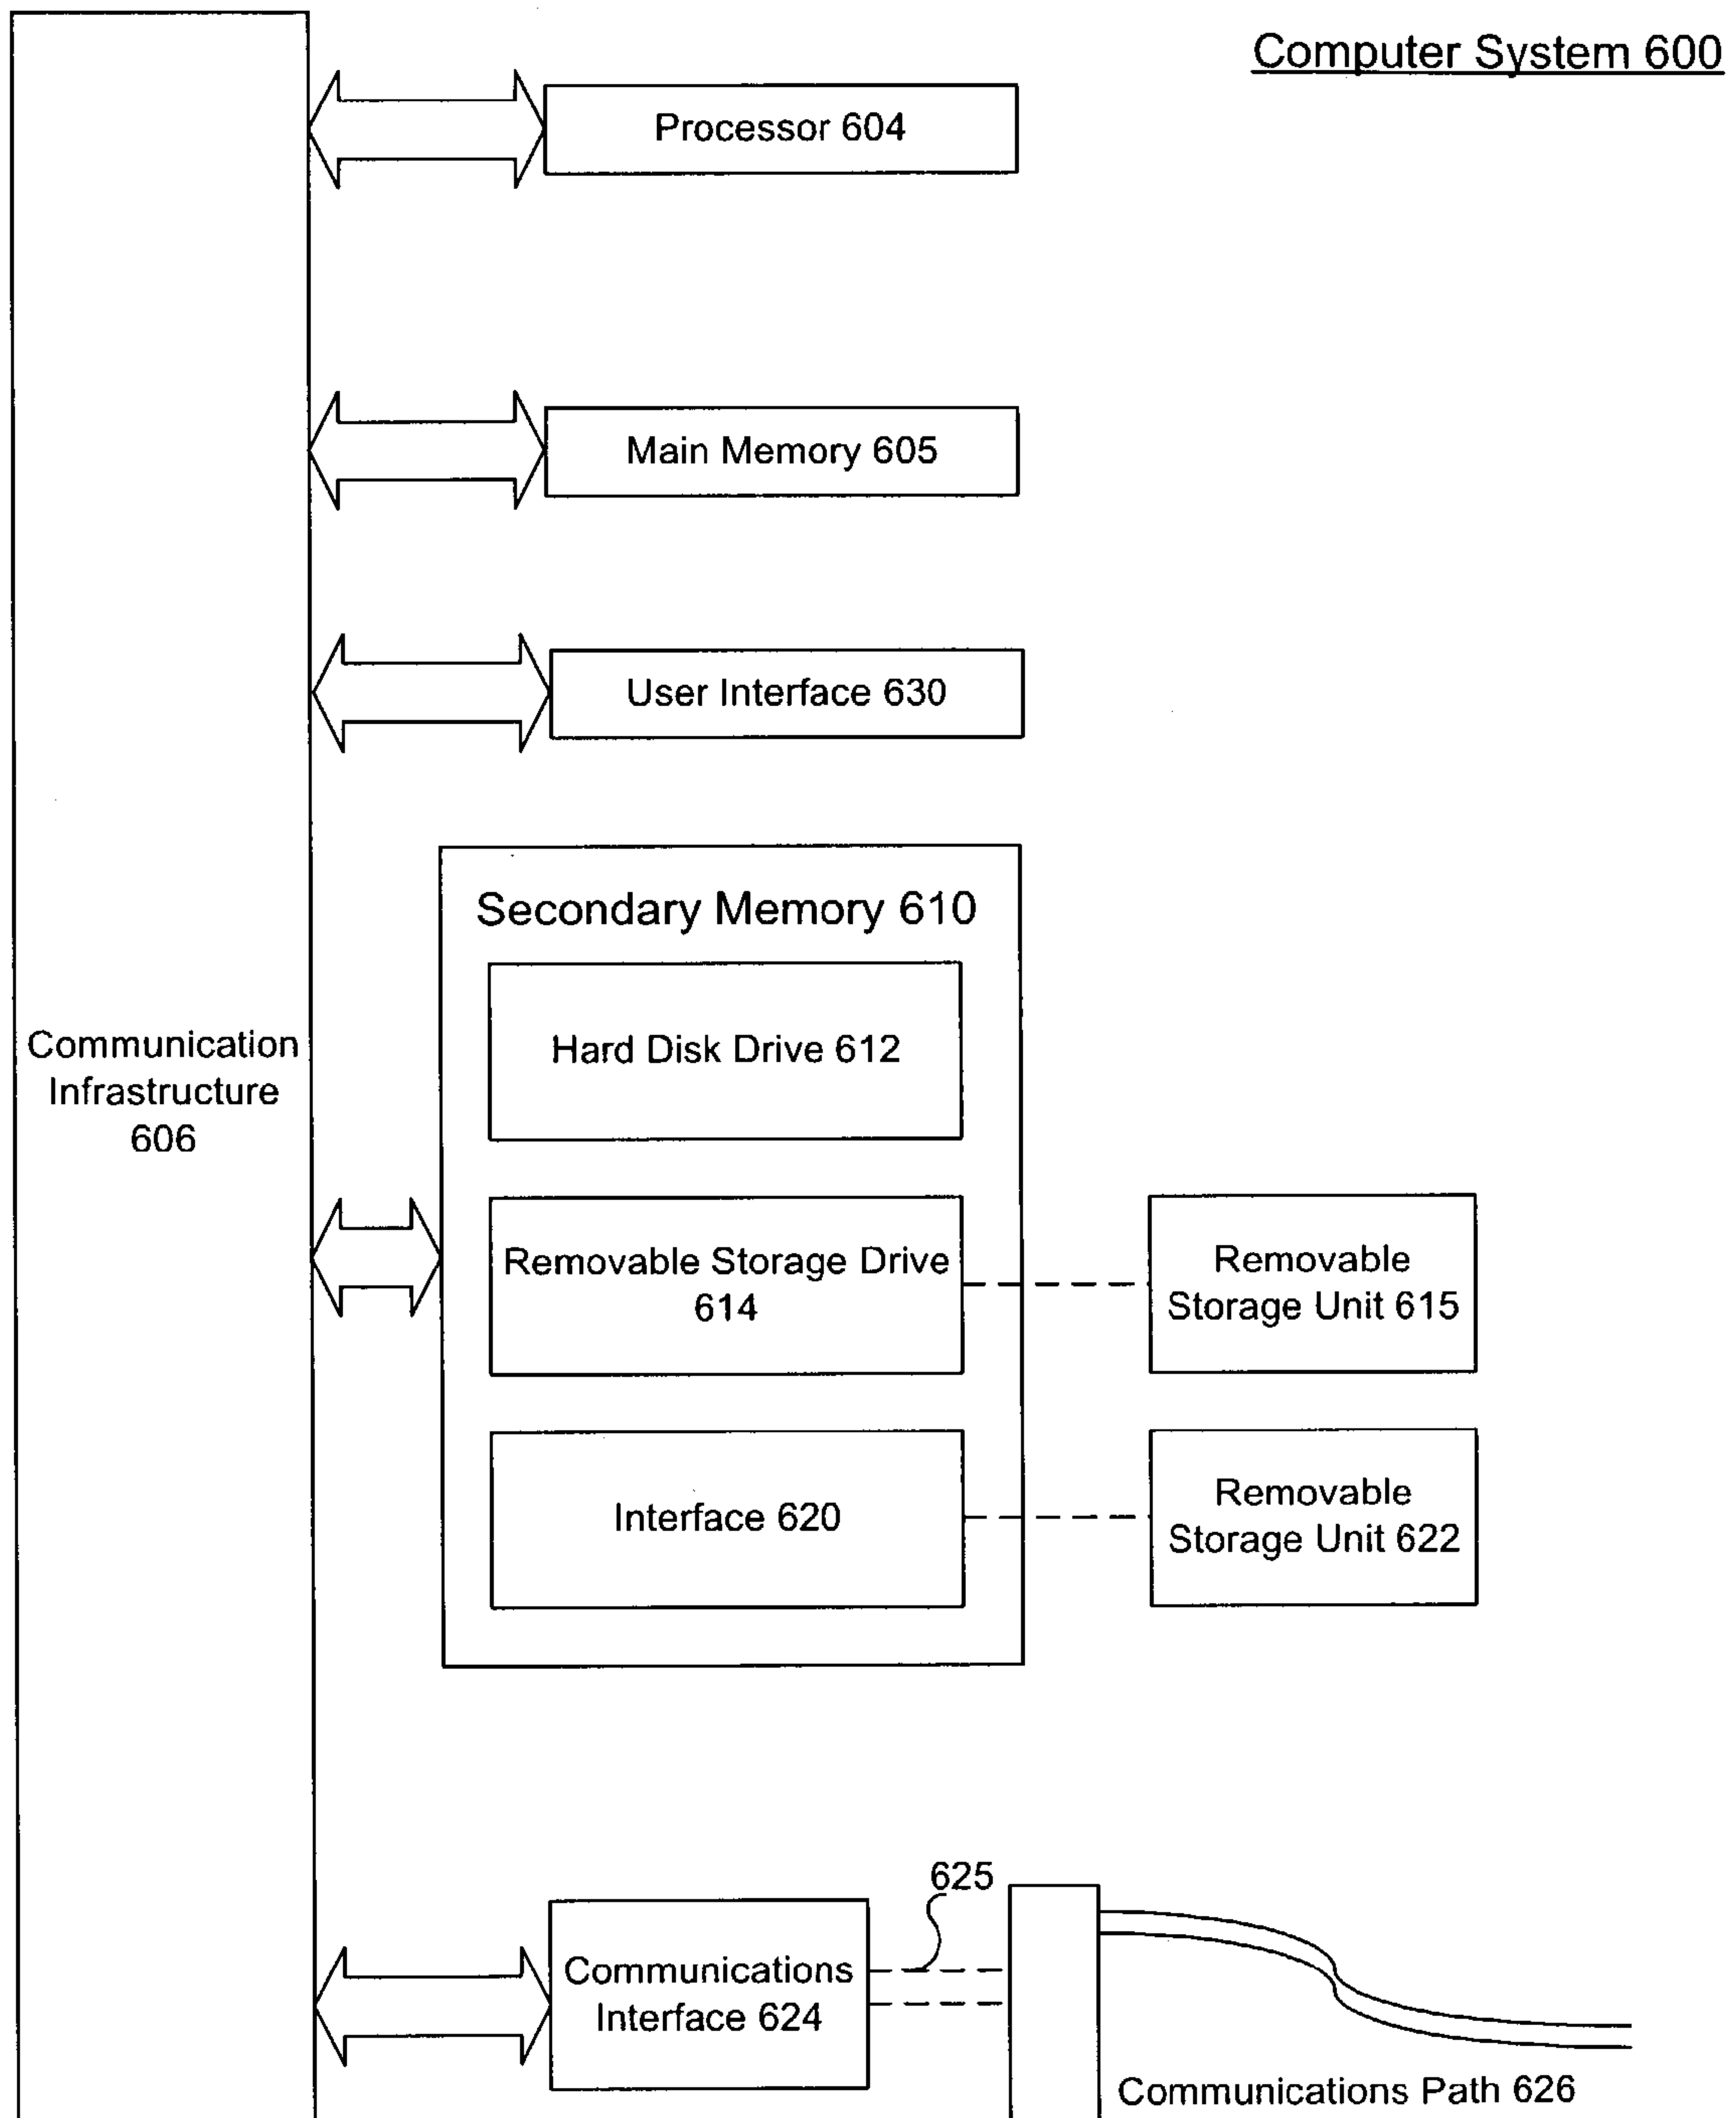 Computer System 600
Processor 604
Main Memory 605
User Interface 630
Secondary Memory 610
Hard Disk Drive 612
Communication
Infrastructure
606
Removable Storage Drive
614
Removable
Storage Unit 615
Interface 620
Removable
Storage Unit 622
625
Communications
Interface 624
Communications Path 626